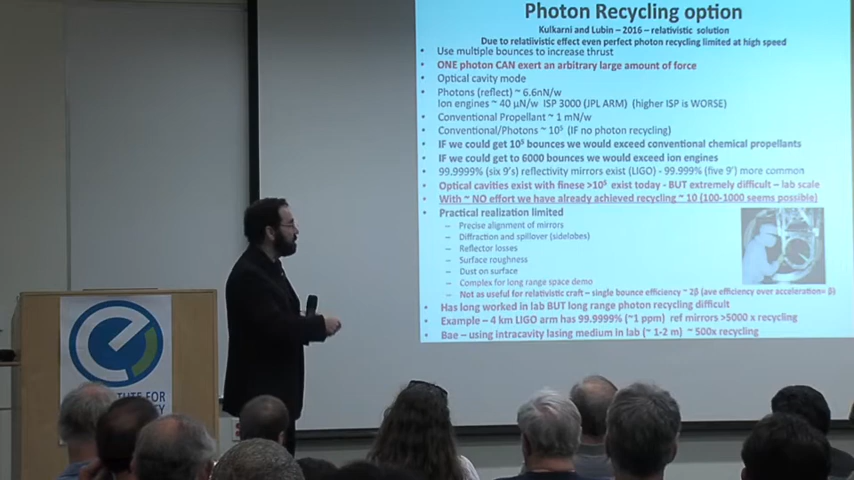 Photon Recycling option
Kulkarni and Lubin – 2016 – relativistic solution
Due to relativistic effect even perfect photon recycling limited at high speed
• Use multiple bounces to increase thrust
• ONE photon CAN exert an arbitrary large amount of force
• Optical cavity mode
• Photons (reflect) ~ 6.6nN/w
Ion engines ~ 40 μN/w ISP 3000 (JPL ARM) (higher ISP is WORSE)
• Conventional Propellant ~ 1 mN/w
• Conventional/Photons ~ 10⁵ (IF no photon recycling)
• IF we could get 10⁵ bounces we would exceed conventional chemical propellants
• IF we could get to 6000 bounces we would exceed ion engines
• 99.9999% (six 9's) reflectivity mirrors exist (LIGO) - 99.999% (five 9') more common
• Optical cavities exist with finese >10⁵ exist today - BUT extremely difficult – lab scale
• With ~ NO effort we have already achieved recycling ~ 10 (100-1000 seems possible)
• Practical realization limited
– Precise alignment of mirrors
– Diffraction and spillover (sidelobes)
– Reflector losses
– Surface roughness
– Dust on surface
– Complex for long range space demo
– Not as useful for relativistic craft – single bounce efficiency ~ 2β (ave efficiency over acceleration= β)
• Has long worked in lab BUT long range photon recycling difficult
• Example – 4 km LIGO arm has 99.9999% (~1 ppm) ref mirrors >5000 x recycling
• Bae – using intracavity lasing medium in lab (~ 1-2 m) ~ 500x recycling
TUTE FOR